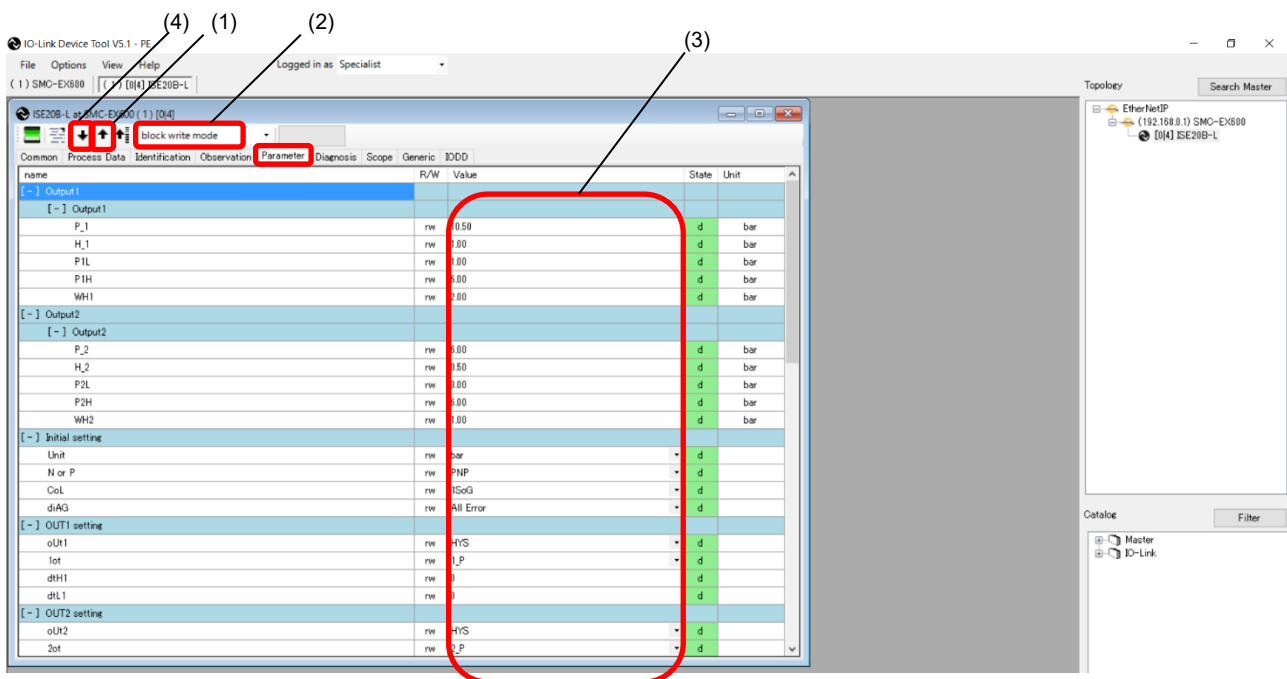 (4) (1) (2) (3)
IO-Link Device Tool V5.1 - PE
File Options View Help Logged in as Specialist
(1) SMC-EX600 (1) [0|4] ISE20B-L
Topology Search Master
EtherNetIP
(192.168.0.1) SMC-EX600
[0|4] ISE20B-L
ISE20B-L at SMC-EX600 (1) [0|4]
block write mode
Common Process Data Identification Observation Parameter Diagnosis Scope Generic IODD
name R/W Value State Unit
[-] Output1
[-] Output1
P_1 rw 10.50 d bar
H_1 rw 1.00 d bar
P1L rw 1.00 d bar
P1H rw 5.00 d bar
WH1 rw 2.00 d bar
[-] Output2
[-] Output2
P_2 rw 5.00 d bar
H_2 rw 0.50 d bar
P2L rw 3.00 d bar
P2H rw 5.00 d bar
WH2 rw 1.00 d bar
[-] Initial setting
Unit rw bar d
N or P rw PNP d
CoL rw 1SoG d
diAG rw All Error d
[-] OUT1 setting
oUt1 rw HYS d
1ot rw 1_P d
dtH1 rw 0 d
dtL1 rw 0 d
[-] OUT2 setting
oUt2 rw HYS d
2ot rw 2_P d
Catalog Filter
Master
IO-Link